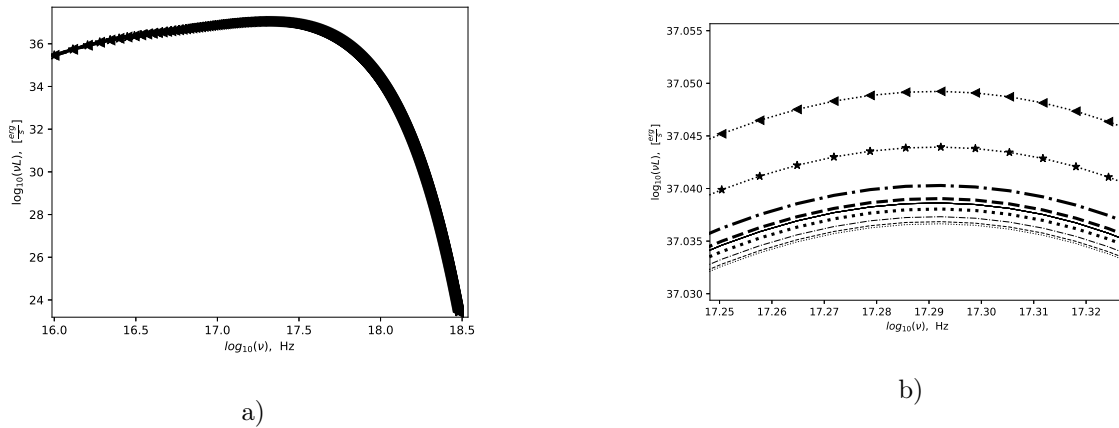 36
34
32
30
28
26
24
log₁₀(νL), [erg/s]
16.0 16.5 17.0 17.5 18.0 18.5
log₁₀(ν), Hz
a)
37.055
37.050
37.045
37.040
37.035
37.030
log₁₀(νL), [erg/s]
17.25 17.26 17.27 17.28 17.29 17.30 17.31 17.32
log₁₀(ν), Hz
b)